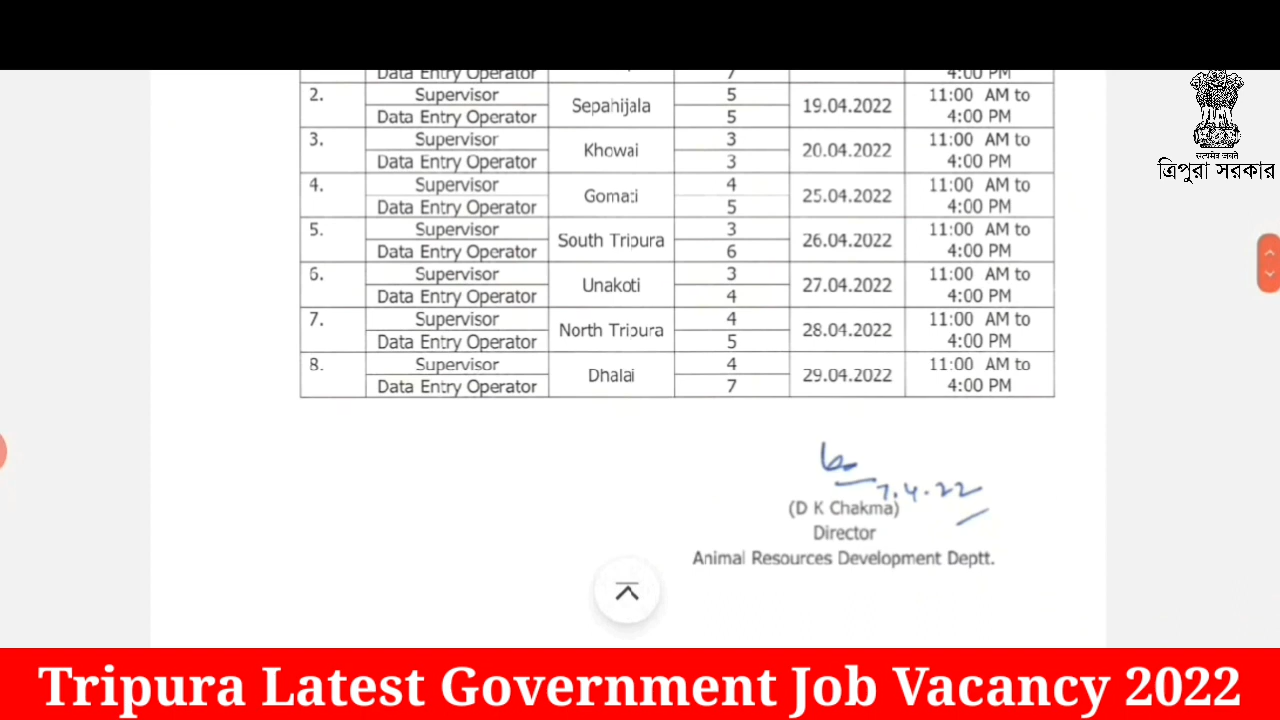 Data Entry Operator 7 4:00 PM
2. Supervisor Sepahijala 5 19.04.2022 11:00 AM to
Data Entry Operator 5 4:00 PM
3. Supervisor Khowai 3 20.04.2022 11:00 AM to
Data Entry Operator 3 4:00 PM
4. Supervisor Gomati 4 25.04.2022 11:00 AM to
Data Entry Operator 5 4:00 PM
5. Supervisor South Tripura 3 26.04.2022 11:00 AM to
Data Entry Operator 6 4:00 PM
6. Supervisor Unakoti 3 27.04.2022 11:00 AM to
Data Entry Operator 4 4:00 PM
7. Supervisor North Tripura 4 28.04.2022 11:00 AM to
Data Entry Operator 5 4:00 PM
8. Supervisor Dhalai 4 29.04.2022 11:00 AM to
Data Entry Operator 7 4:00 PM
सत्यमेव जयते
ত্রিপুরা সরকার
7.4.22
(D K Chakma)
Director
Animal Resources Development Deptt.
Tripura Latest Government Job Vacancy 2022